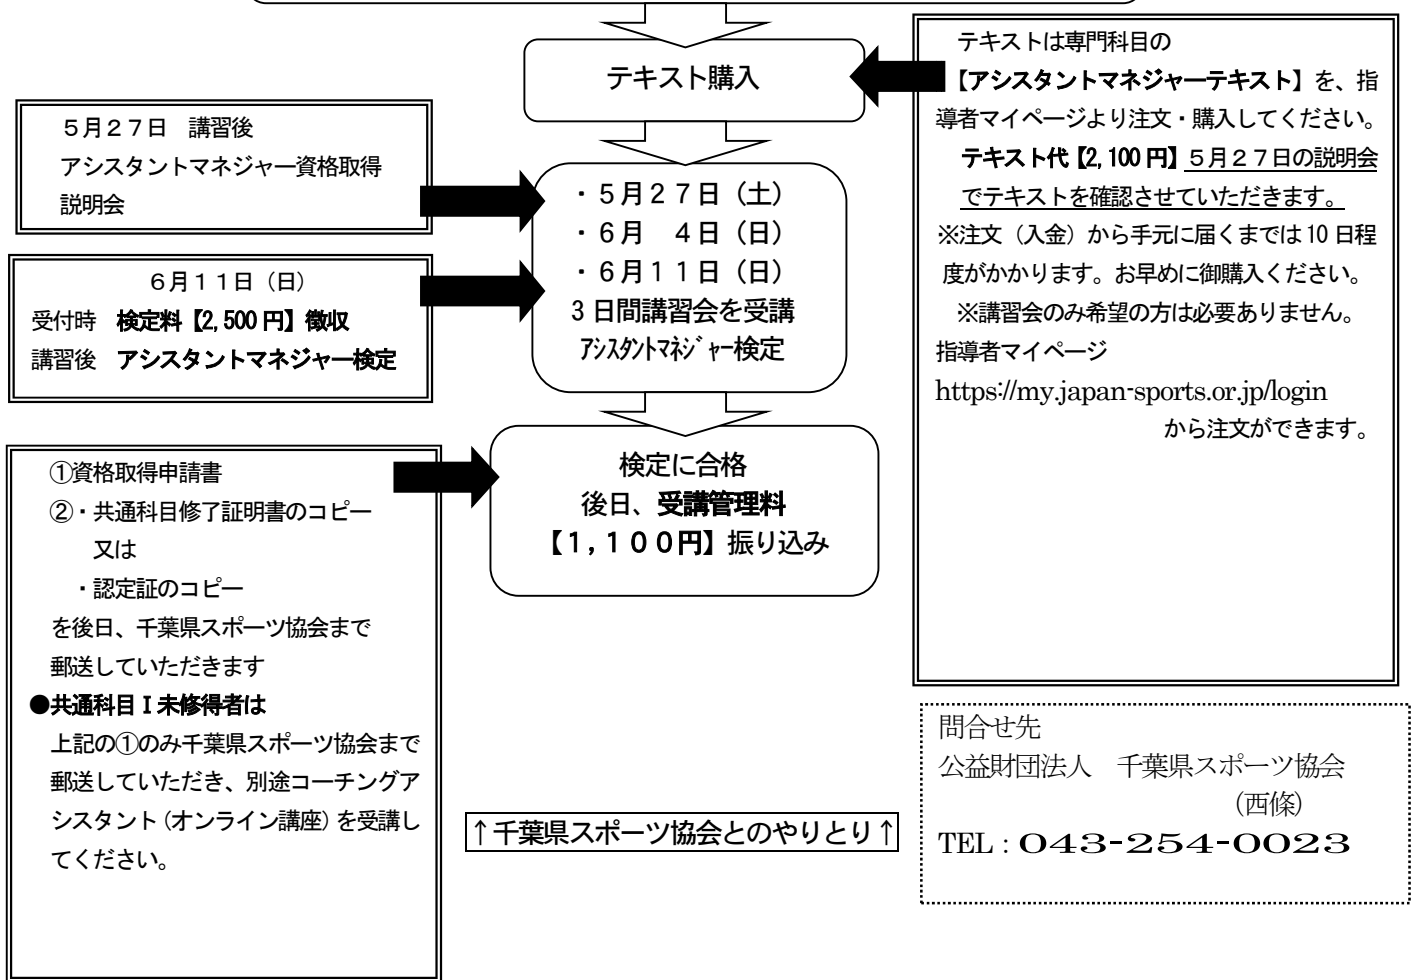 テキスト購入
テキストは専門科目の
【アシスタントマネジャーテキスト】を、指
導者マイページより注文・購入してください。
テキスト代【2,100円】５月２７日の説明会
でテキストを確認させていただきます。
※注文（入金）から手元に届くまでは10日程
度がかかります。お早めに御購入ください。
※講習会のみ希望の方は必要ありません。
指導者マイページ
https://my.japan-sports.or.jp/login
から注文ができます。
５月２７日　講習後
アシスタントマネジャー資格取得
説明会
・５月２７日（土）
・６月　４日（日）
・６月１１日（日）
３日間講習会を受講
ｱｼｽﾀﾝﾄﾏﾈｼﾞｬｰ検定
６月１１日（日）
受付時　検定料【2,500円】徴収
講習後　アシスタントマネジャー検定
検定に合格
後日、受講管理料
【１,１００円】振り込み
①資格取得申請書
②・共通科目修了証明書のコピー
又は
・認定証のコピー
を後日、千葉県スポーツ協会まで
郵送していただきます
●共通科目Ⅰ未修得者は
上記の①のみ千葉県スポーツ協会まで
郵送していただき、別途コーチングア
シスタント（オンライン講座）を受講し
てください。
↑千葉県スポーツ協会とのやりとり↑
問合せ先
公益財団法人　千葉県スポーツ協会
（西條）
TEL：043-254-0023